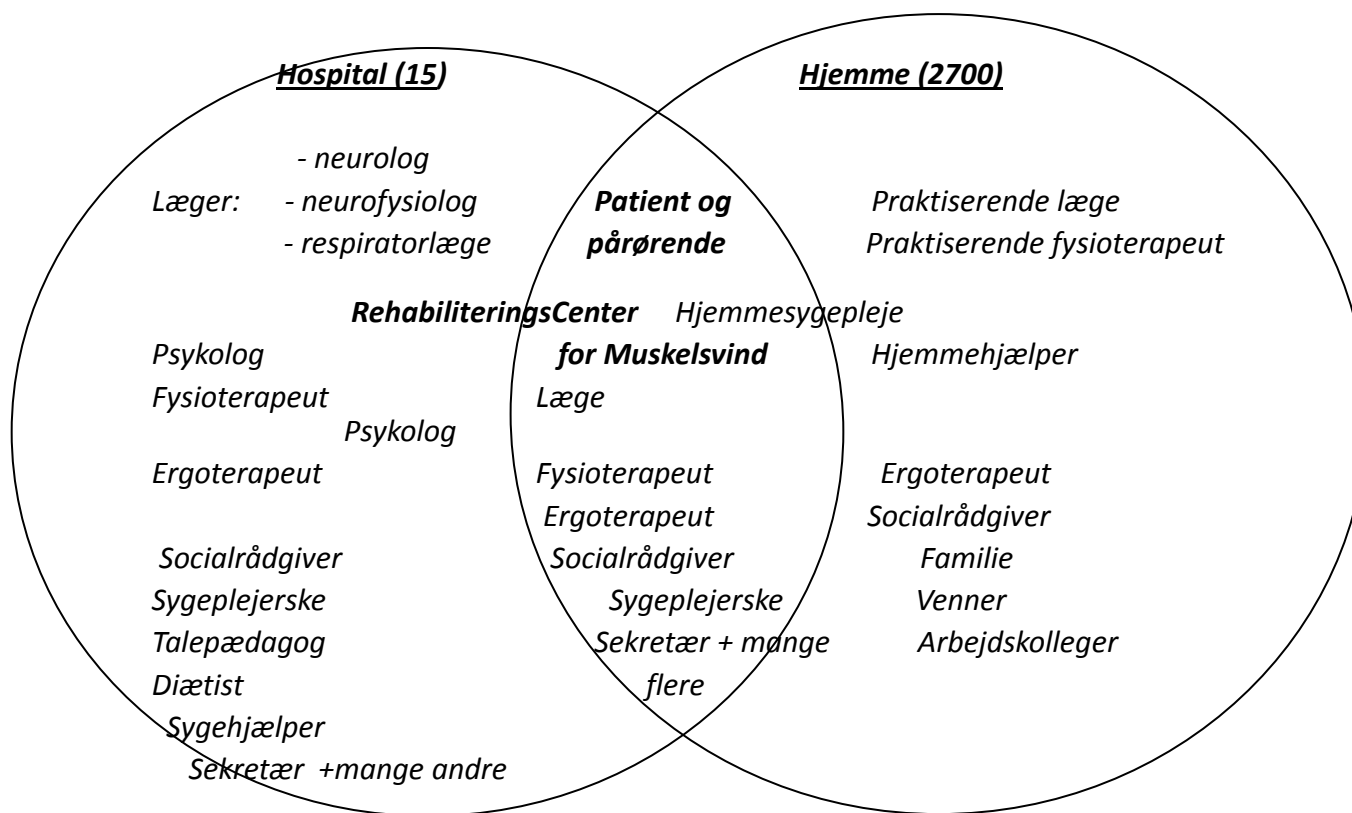 Hospital (15) Hjemme (2700)
- neurolog
Læger: - neurofysiolog Patient og Praktiserende læge
- respiratorlæge pårørende Praktiserende fysioterapeut
RehabiliteringsCenter Hjemmesygepleje
Psykolog for Muskelsvind Hjemmehjælper
Fysioterapeut Læge
Psykolog
Ergoterapeut Fysioterapeut Ergoterapeut
Ergoterapeut Socialrådgiver
Socialrådgiver Socialrådgiver Familie
Sygeplejerske Sygeplejerske Venner
Talepædagog Sekretær + mange Arbejdskolleger
Diætist flere
Sygehjælper
Sekretær +mange andre